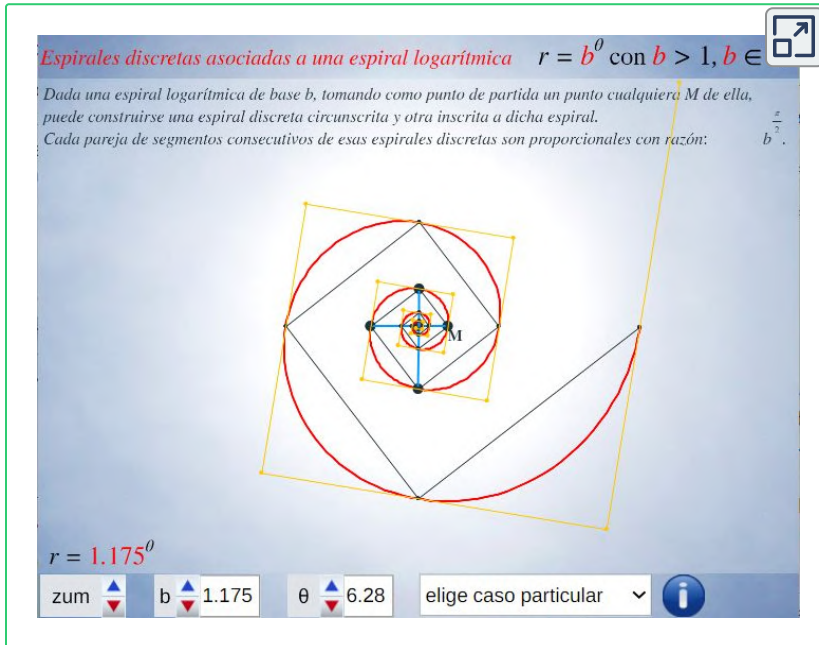 Espirales discretas asociadas a una espiral logarítmica r = b^θ con b > 1, b ∈
Dada una espiral logarítmica de base b, tomando como punto de partida un punto cualquiera M de ella,
puede construirse una espiral discreta circunscrita y otra inscrita a dicha espiral.
Cada pareja de segmentos consecutivos de esas espirales discretas son proporcionales con razón: b^(π/2).
M
r = 1.175^θ
zum b 1.175 θ 6.28 elige caso particular